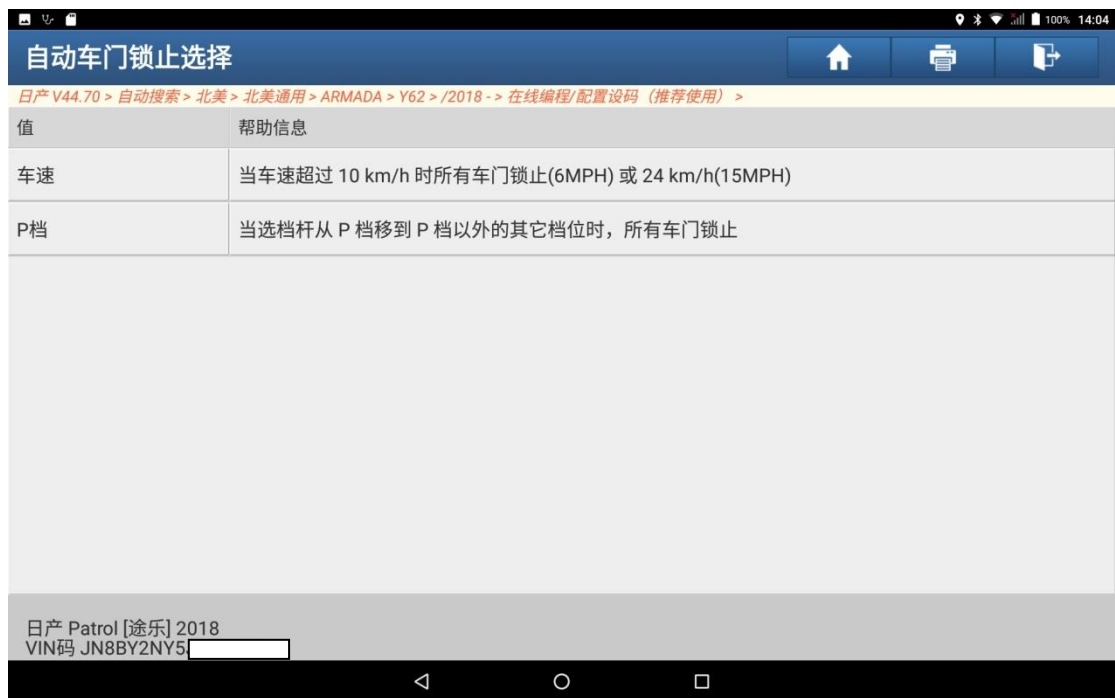 100% 14:04
自动车门锁止选择
日产 V44.70 > 自动搜索 > 北美 > 北美通用 > ARMADA > Y62 > /2018 - > 在线编程/配置设码（推荐使用） >
值 帮助信息
车速 当车速超过 10 km/h 时所有车门锁止(6MPH) 或 24 km/h(15MPH)
P档 当选档杆从 P 档移到 P 档以外的其它档位时，所有车门锁止
日产 Patrol [途乐] 2018
VIN码 JN8BY2NY5